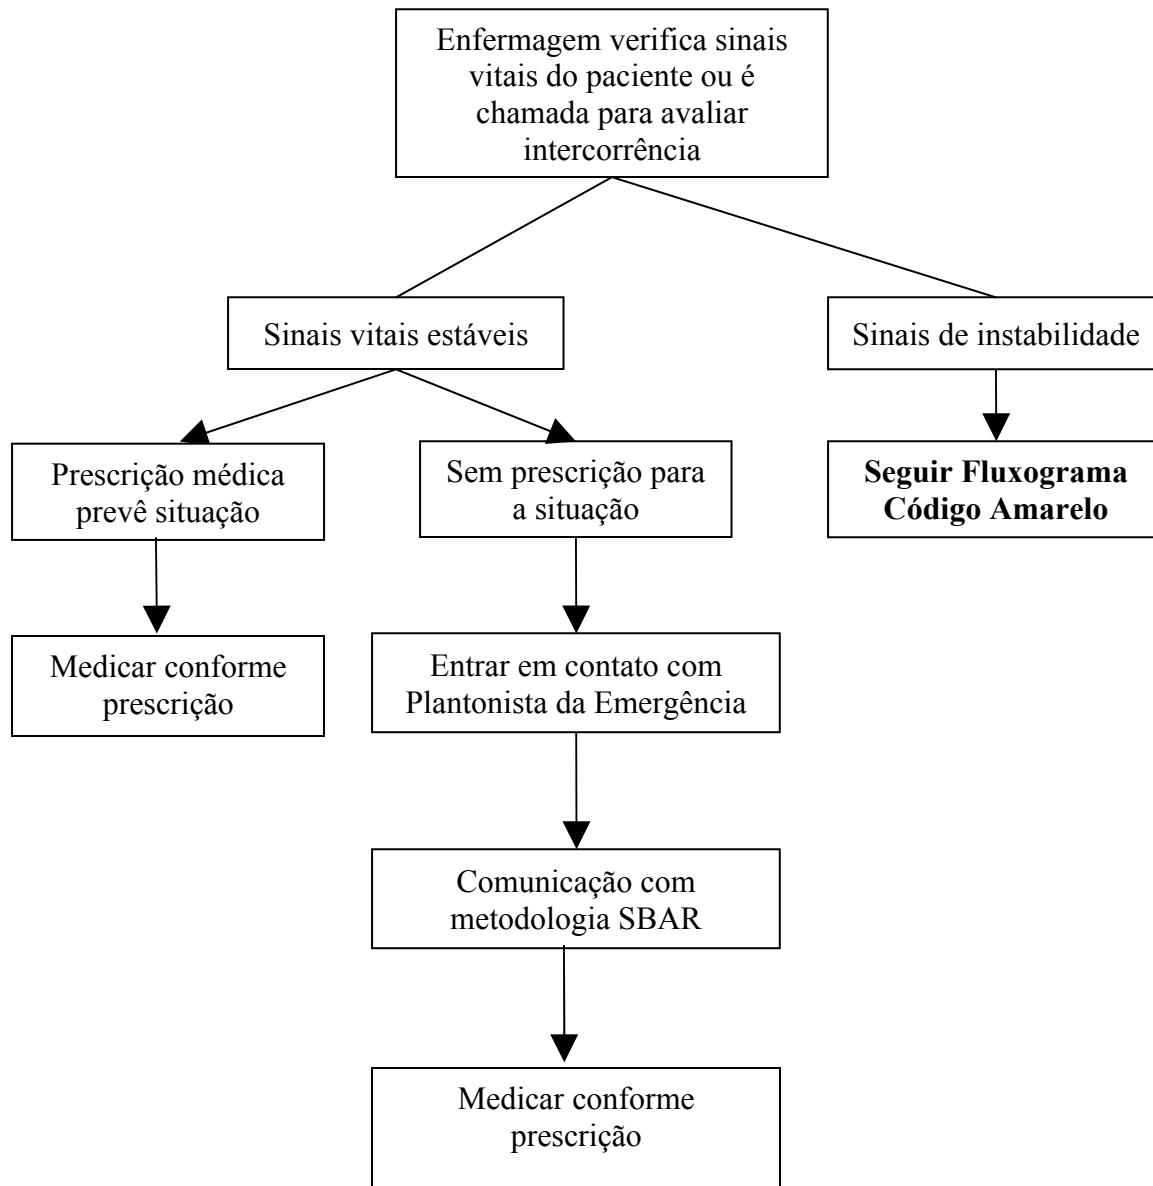 Enfermagem verifica sinais
vitais do paciente ou é
chamada para avaliar
intercorrência
Sinais vitais estáveis
Sinais de instabilidade
Prescrição médica
prevê situação
Sem prescrição para
a situação
Seguir Fluxograma
Código Amarelo
Medicar conforme
prescrição
Entrar em contato com
Plantonista da Emergência
Comunicação com
metodologia SBAR
Medicar conforme
prescrição